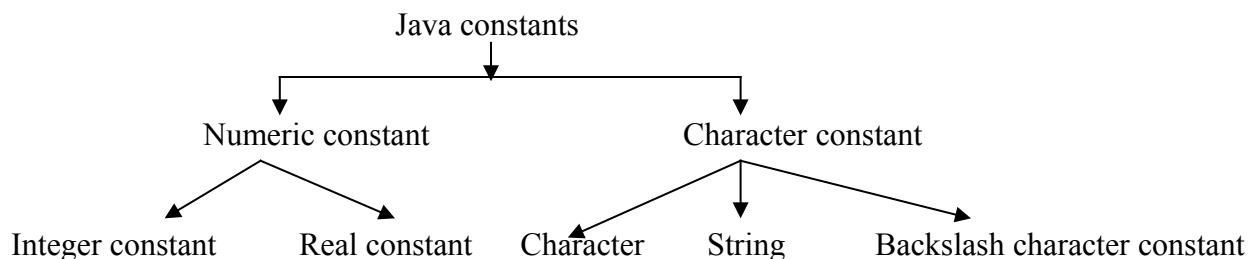 Java constants
Numeric constant Character constant
Integer constant Real constant Character String Backslash character constant